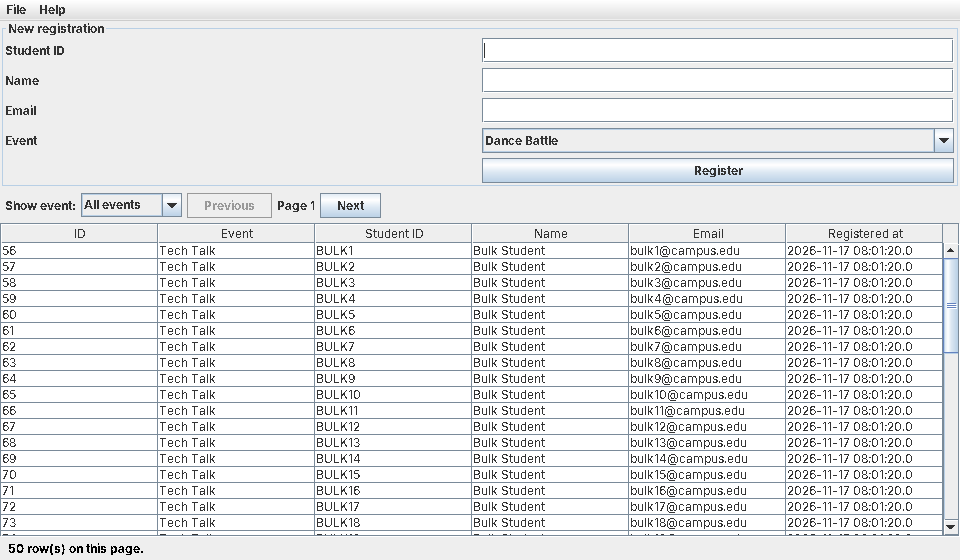 File Help
New registration
Student ID
Name
Email
Event Dance Battle
Register
Show event: All events Previous Page 1 Next
ID Event Student ID Name Email Registered at
56 Tech Talk BULK1 Bulk Student bulk1@campus.edu 2026-11-17 08:01:20.0
57 Tech Talk BULK2 Bulk Student bulk2@campus.edu 2026-11-17 08:01:20.0
58 Tech Talk BULK3 Bulk Student bulk3@campus.edu 2026-11-17 08:01:20.0
59 Tech Talk BULK4 Bulk Student bulk4@campus.edu 2026-11-17 08:01:20.0
60 Tech Talk BULK5 Bulk Student bulk5@campus.edu 2026-11-17 08:01:20.0
61 Tech Talk BULK6 Bulk Student bulk6@campus.edu 2026-11-17 08:01:20.0
62 Tech Talk BULK7 Bulk Student bulk7@campus.edu 2026-11-17 08:01:20.0
63 Tech Talk BULK8 Bulk Student bulk8@campus.edu 2026-11-17 08:01:20.0
64 Tech Talk BULK9 Bulk Student bulk9@campus.edu 2026-11-17 08:01:20.0
65 Tech Talk BULK10 Bulk Student bulk10@campus.edu 2026-11-17 08:01:20.0
66 Tech Talk BULK11 Bulk Student bulk11@campus.edu 2026-11-17 08:01:20.0
67 Tech Talk BULK12 Bulk Student bulk12@campus.edu 2026-11-17 08:01:20.0
68 Tech Talk BULK13 Bulk Student bulk13@campus.edu 2026-11-17 08:01:20.0
69 Tech Talk BULK14 Bulk Student bulk14@campus.edu 2026-11-17 08:01:20.0
70 Tech Talk BULK15 Bulk Student bulk15@campus.edu 2026-11-17 08:01:20.0
71 Tech Talk BULK16 Bulk Student bulk16@campus.edu 2026-11-17 08:01:20.0
72 Tech Talk BULK17 Bulk Student bulk17@campus.edu 2026-11-17 08:01:20.0
73 Tech Talk BULK18 Bulk Student bulk18@campus.edu 2026-11-17 08:01:20.0
50 row(s) on this page.